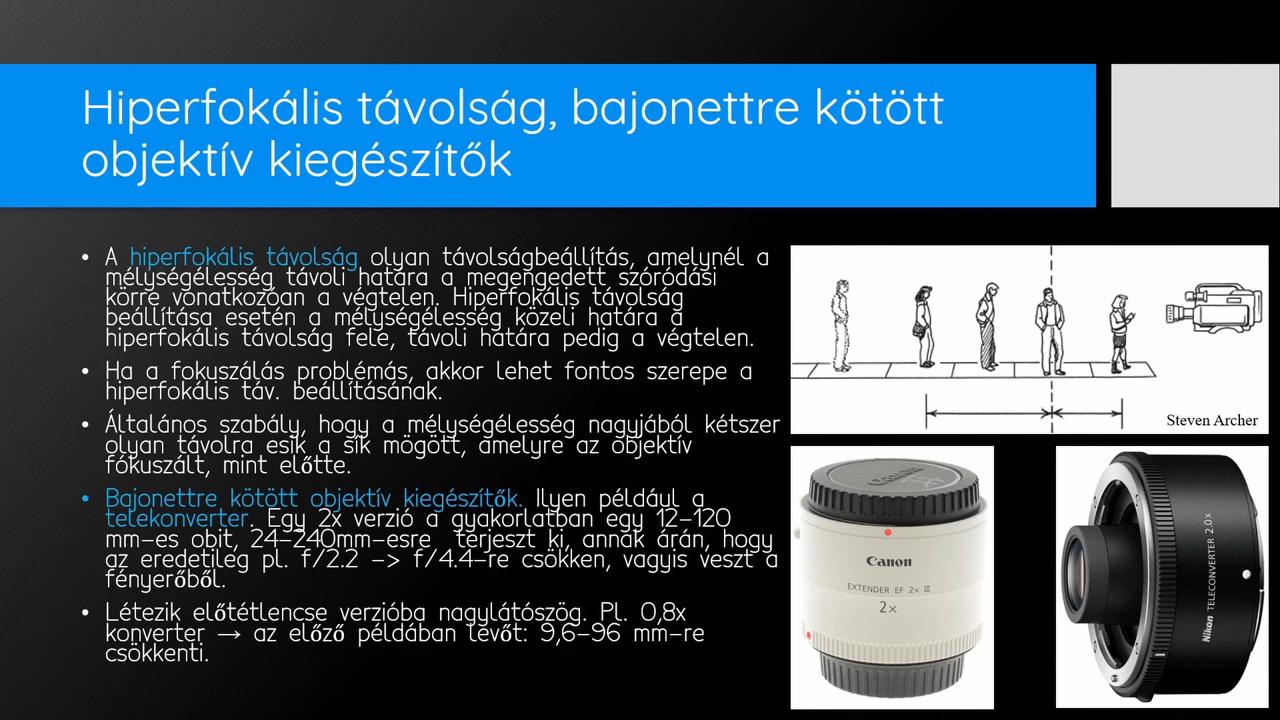 Hiperfokális távolság, bajonettre kötött
objektív kiegészítők
• A hiperfokális távolság olyan távolságbeállítás, amelynél a
mélységélesség távoli határa a megengedett szóródási
körre vonatkozóan a végtelen. Hiperfokális távolság
beállítása esetén a mélységélesség közeli határa a
hiperfokális távolság fele, távoli határa pedig a végtelen.
• Ha a fokuszálás problémás, akkor lehet fontos szerepe a
hiperfokális táv. beállításának.
• Általános szabály, hogy a mélységélesség nagyjából kétszer
olyan távolra esik a sík mögött, amelyre az objektív
fókuszált, mint előtte.
• Bajonettre kötött objektív kiegészítők. Ilyen például a
telekonverter. Egy 2x verzió a gyakorlatban egy 12-120
mm-es obit, 24-240mm-esre terjeszt ki, annak árán, hogy
az eredetileg pl. f/2.2 -> f/4.4-re csökken, vagyis veszt a
fényerőből.
• Létezik előtétlencse verzióba nagylátószög. Pl. 0,8x
konverter → az előző példában lévőt: 9,6-96 mm-re
csökkenti.
Steven Archer
Canon
Canon
EXTENDER EF 2x III
2x
Nikon TELECONVERTER 2.0x